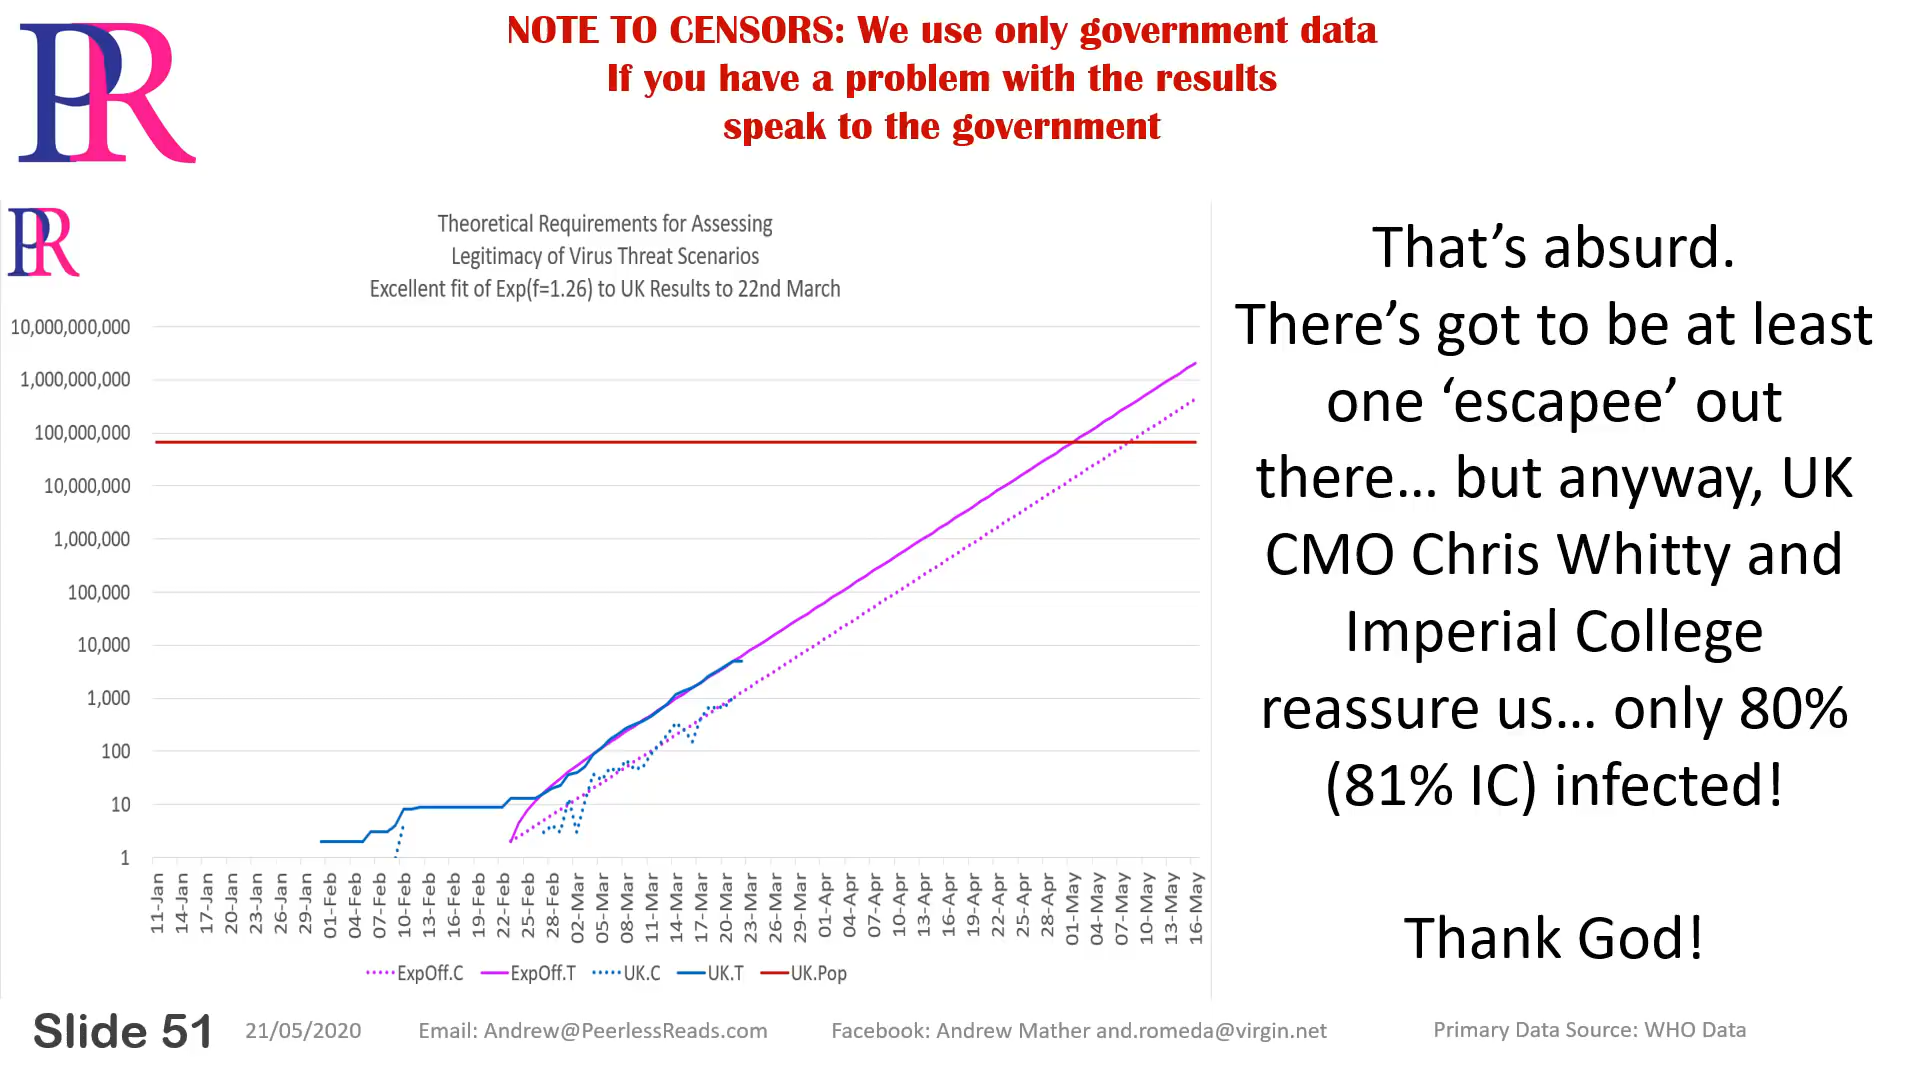 PR
NOTE TO CENSORS: We use only government data
If you have a problem with the results
speak to the government
PR
Theoretical Requirements for Assessing
Legitimacy of Virus Threat Scenarios
Excellent fit of Exp(f=1.26) to UK Results to 22nd March
10,000,000,000
1,000,000,000
100,000,000
10,000,000
1,000,000
100,000
10,000
1,000
100
10
1
11-Jan
14-Jan
17-Jan
20-Jan
23-Jan
26-Jan
29-Jan
01-Feb
04-Feb
07-Feb
10-Feb
13-Feb
16-Feb
19-Feb
22-Feb
25-Feb
28-Feb
02-Mar
05-Mar
08-Mar
11-Mar
14-Mar
17-Mar
20-Mar
23-Mar
26-Mar
29-Mar
01-Apr
04-Apr
07-Apr
10-Apr
13-Apr
16-Apr
19-Apr
22-Apr
25-Apr
28-Apr
01-May
04-May
07-May
10-May
13-May
16-May
ExpOff.C ExpOff.T UK.C UK.T UK.Pop
That’s absurd.
There’s got to be at least
one ‘escapee’ out
there… but anyway, UK
CMO Chris Whitty and
Imperial College
reassure us… only 80%
(81% IC) infected!
Thank God!
Slide 51 21/05/2020 Email: Andrew@PeerlessReads.com Facebook: Andrew Mather and.romeda@virgin.net Primary Data Source: WHO Data